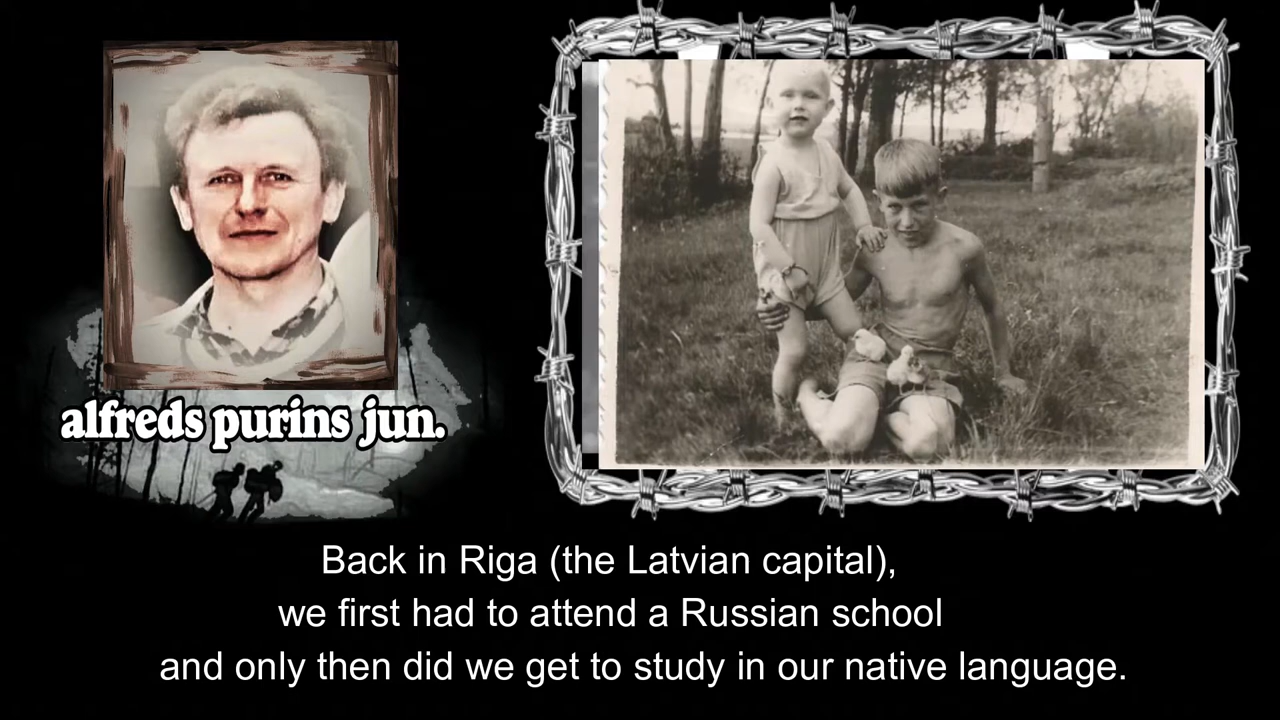 alfreds purins jun.
Back in Riga (the Latvian capital),
we first had to attend a Russian school
and only then did we get to study in our native language.